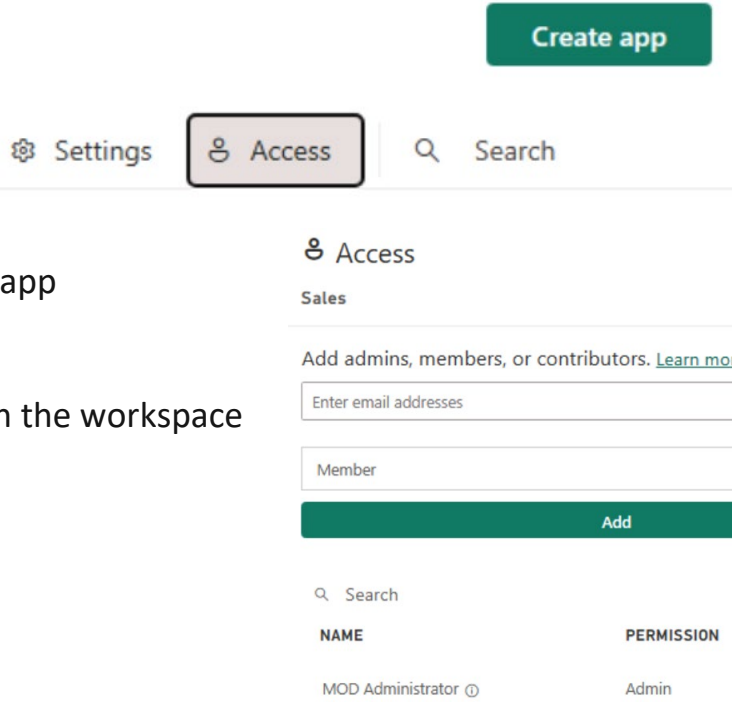 Create app
Settings Access Search
Access
app
Sales
Add admins, members, or contributors. Learn
Enter email addresses
the workspace
Member
Add
Search
NAME PERMISSION
MOD Administrator Admin